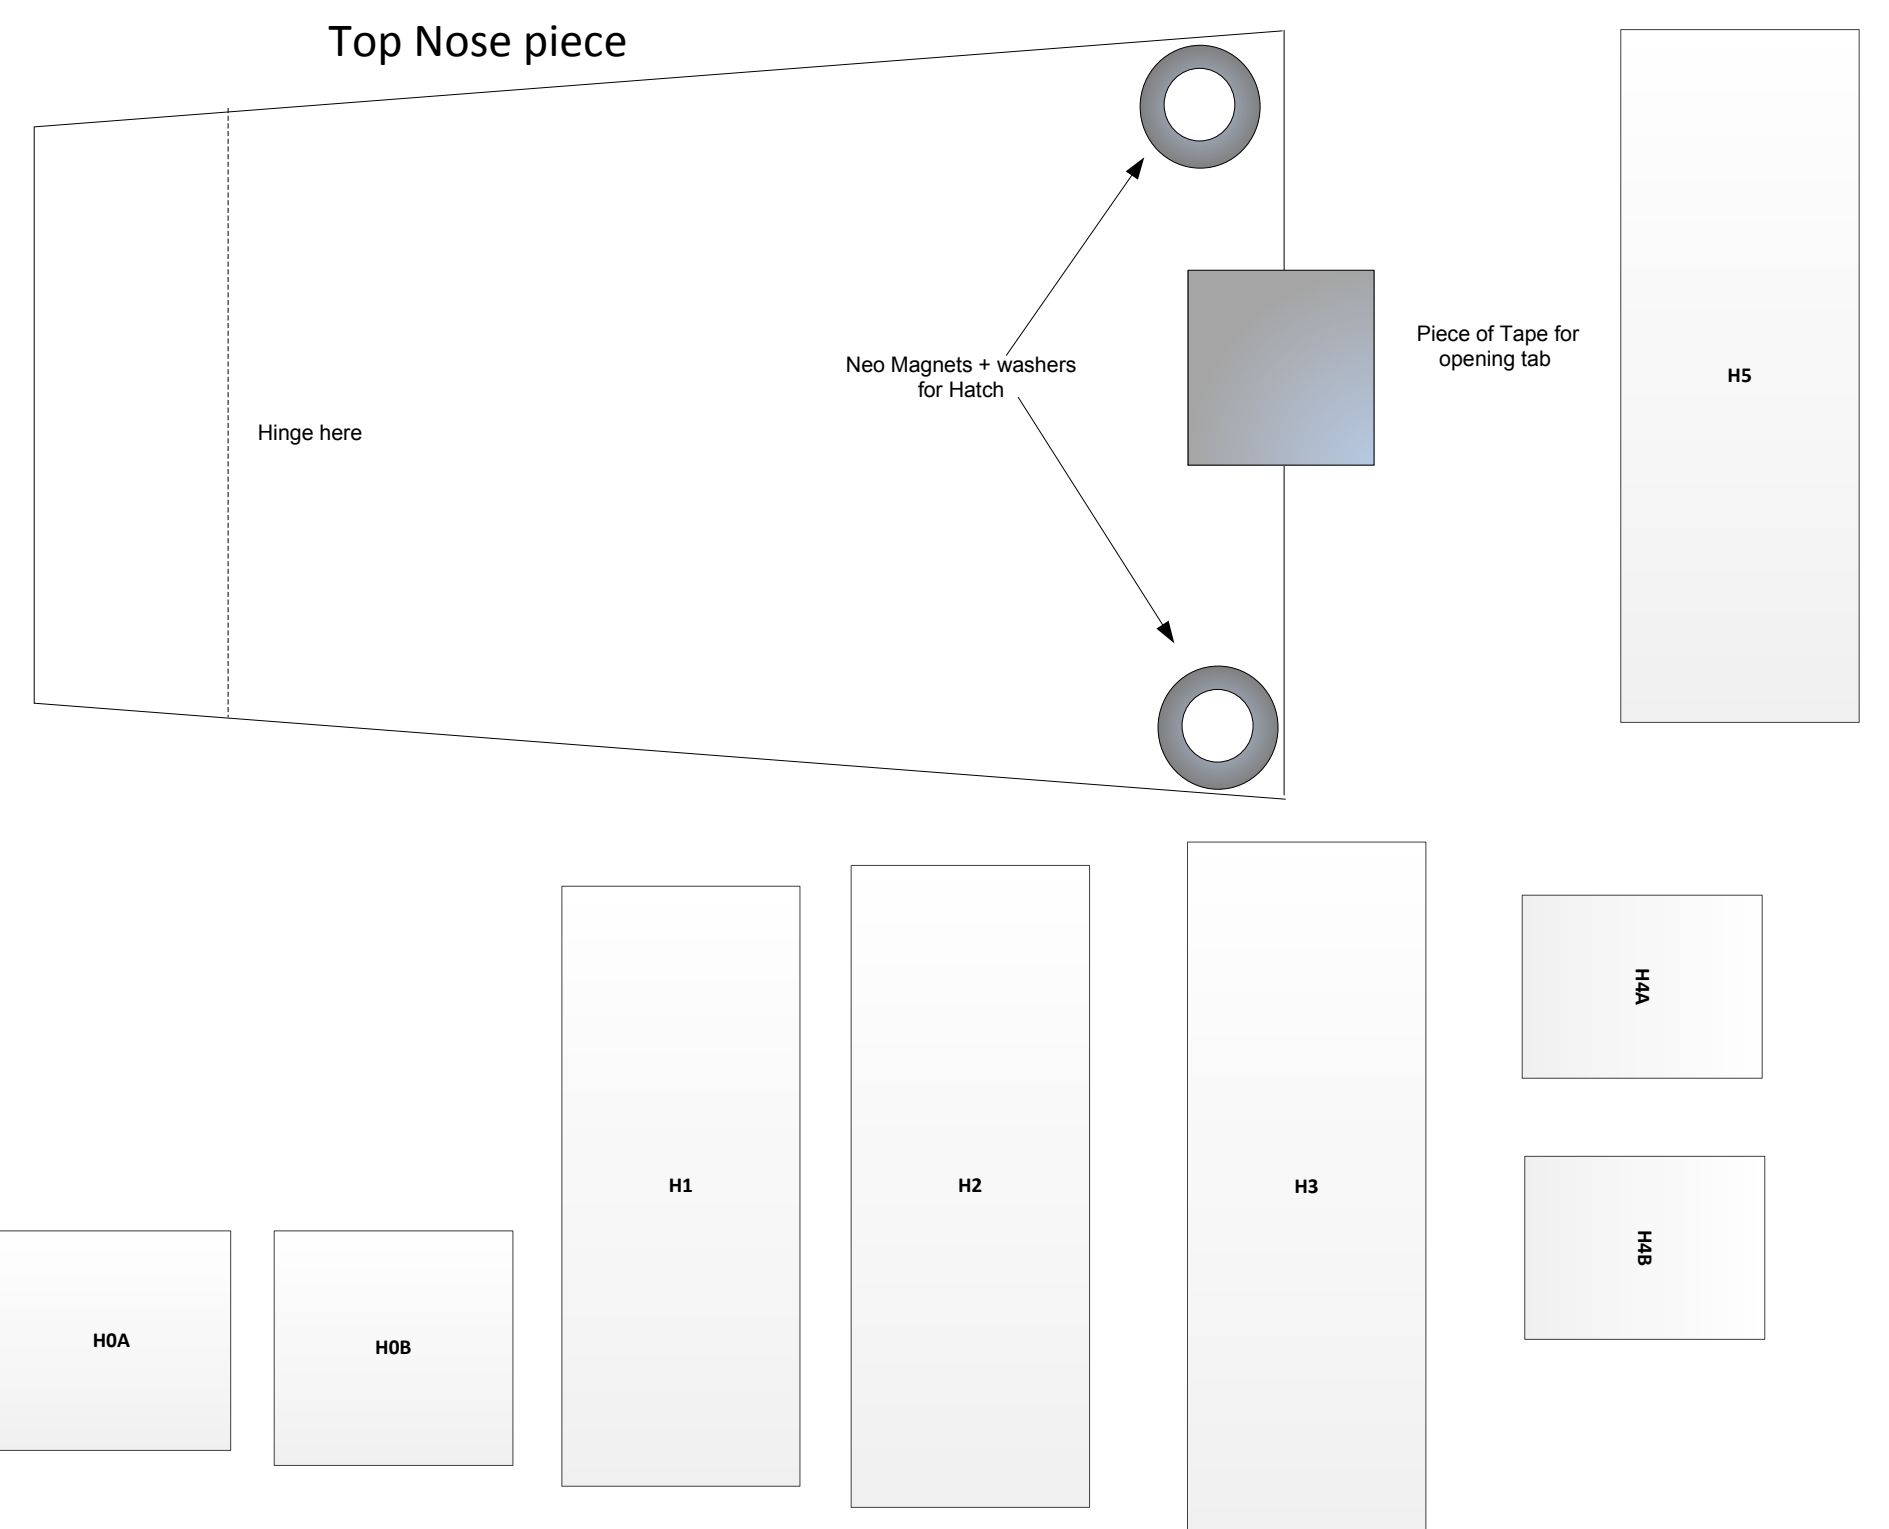 Top Nose piece
Piece of Tape for
opening tab
Neo Magnets + washers
for Hatch
H5
Hinge here
H4A
H1
H2
H3
H4B
H0A
H0B